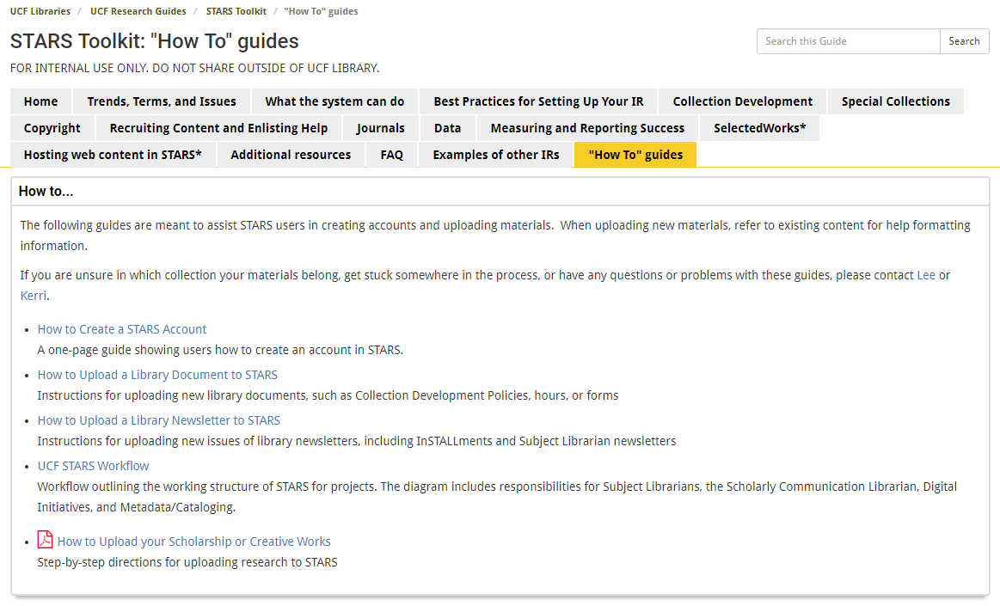 UCF Libraries / UCF Research Guides / STARS Toolkit / "How To" guides
STARS Toolkit: "How To" guides
Search this Guide Search
FOR INTERNAL USE ONLY. DO NOT SHARE OUTSIDE OF UCF LIBRARY.
Home Trends, Terms, and Issues What the system can do Best Practices for Setting Up Your IR Collection Development Special Collections
Copyright Recruiting Content and Enlisting Help Journals Data Measuring and Reporting Success SelectedWorks*
Hosting web content in STARS* Additional resources FAQ Examples of other IRs "How To" guides
How to...
The following guides are meant to assist STARS users in creating accounts and uploading materials.  When uploading new materials, refer to existing content for help formatting
information.
If you are unsure in which collection your materials belong, get stuck somewhere in the process, or have any questions or problems with these guides, please contact Lee or
Kerri.
• How to Create a STARS Account
A one-page guide showing users how to create an account in STARS.
• How to Upload a Library Document to STARS
Instructions for uploading new library documents, such as Collection Development Policies, hours, or forms
• How to Upload a Library Newsletter to STARS
Instructions for uploading new issues of library newsletters, including InSTALLments and Subject Librarian newsletters
• UCF STARS Workflow
Workflow outlining the working structure of STARS for projects. The diagram includes responsibilities for Subject Librarians, the Scholarly Communication Librarian, Digital
Initiatives, and Metadata/Cataloging.
• How to Upload your Scholarship or Creative Works
Step-by-step directions for uploading research to STARS